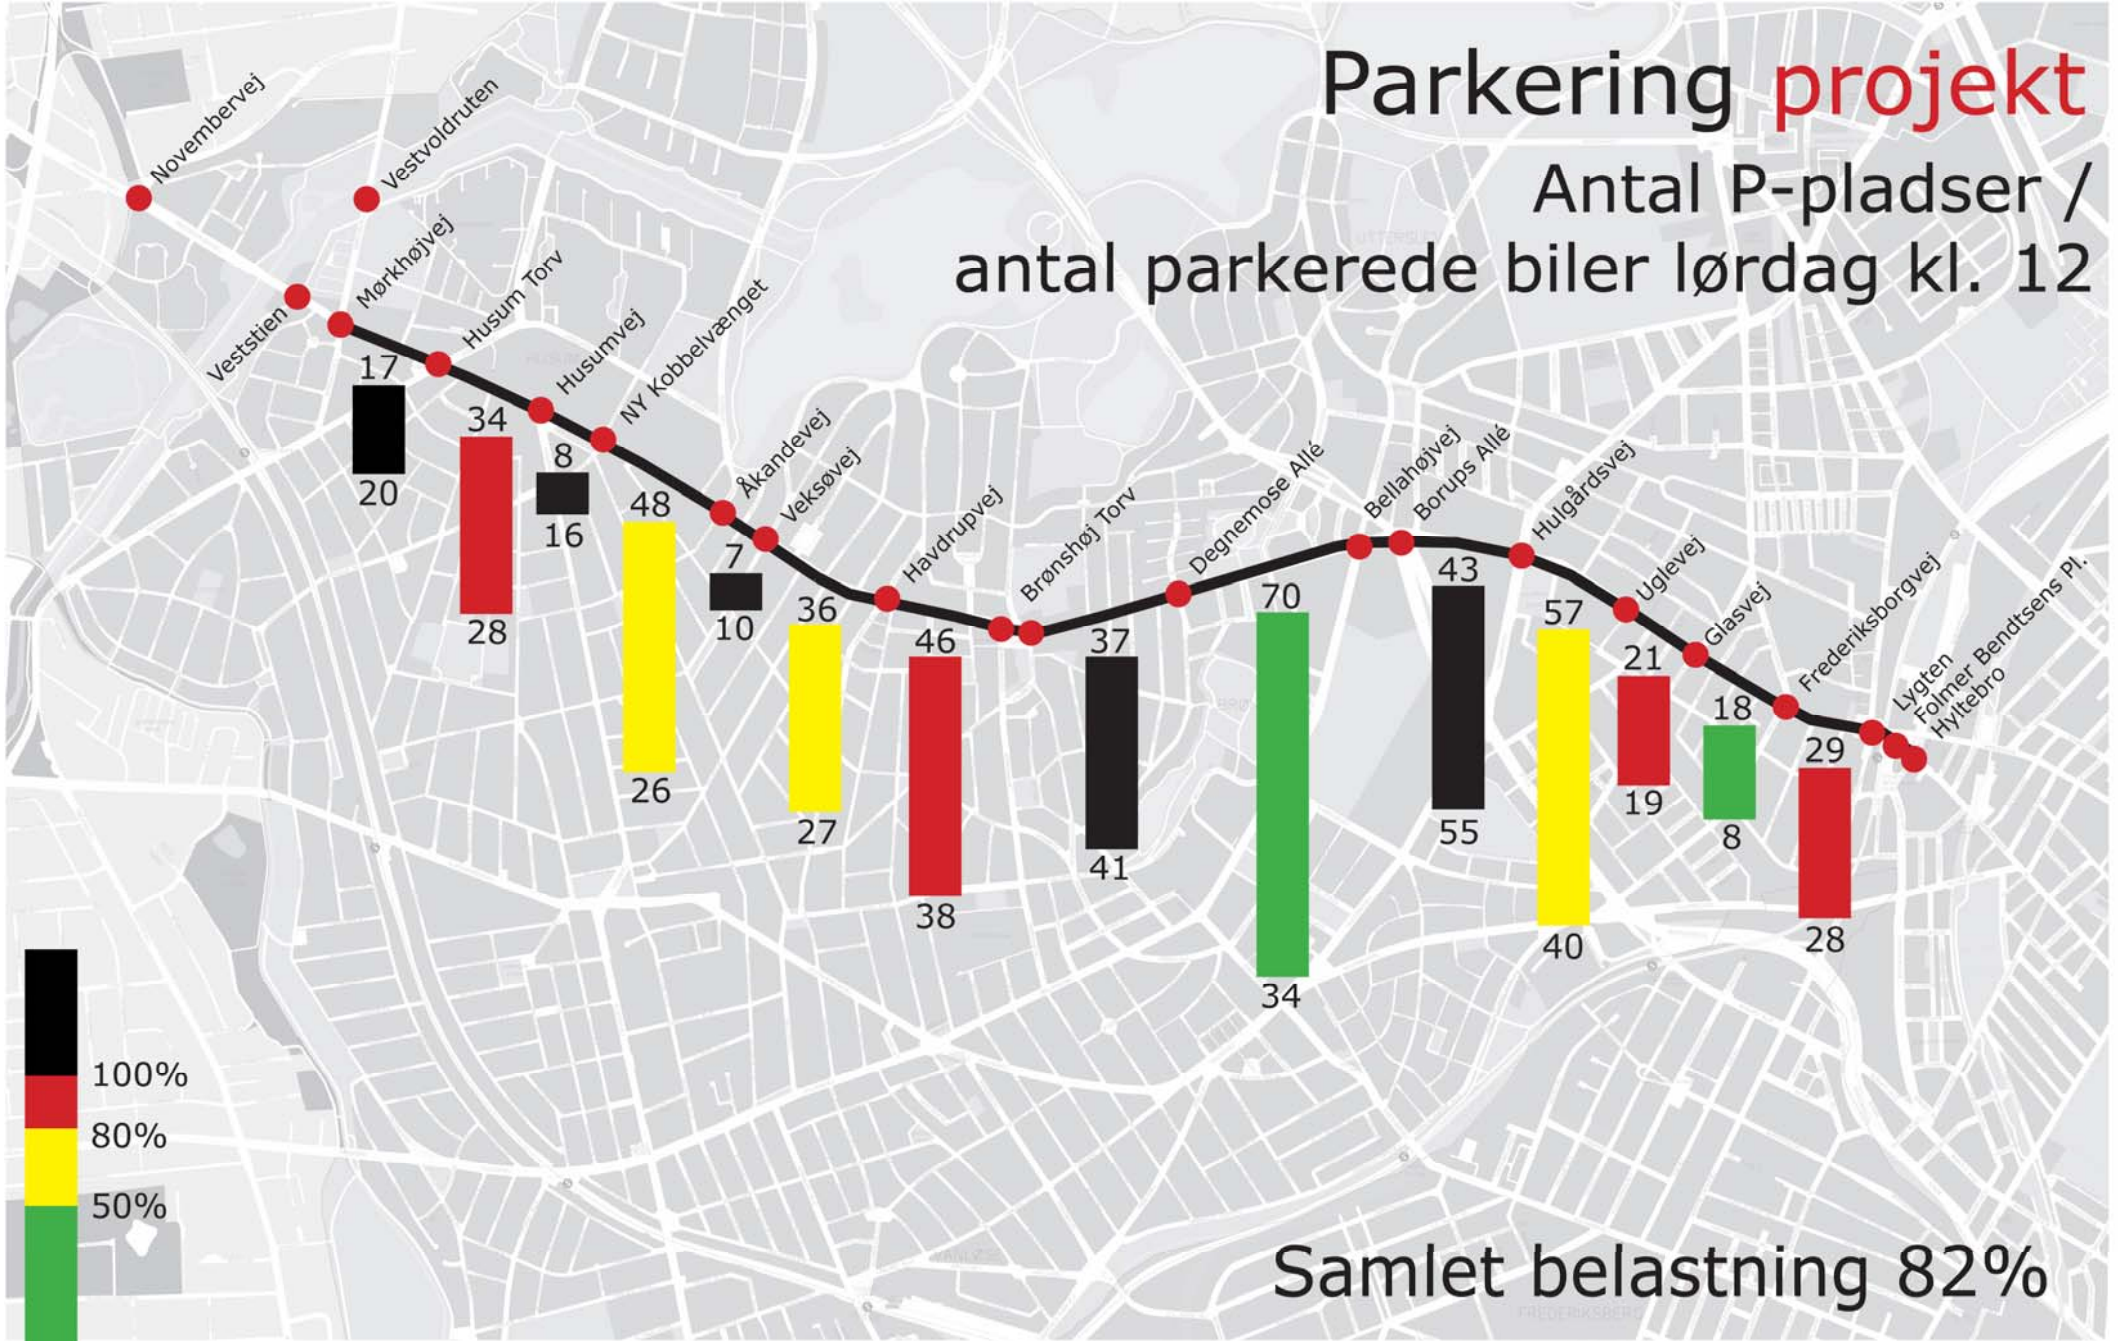 Parkering projekt
Antal P-pladser /
antal parkerede biler lørdag kl. 12
Novembervej
Vestvoldruten
Veststien
Mørkhøjvej
Husum Torv
Husumvej
NY Kobbelvænget
Åkandevej
Veksøvej
Havdrupvej
Brønshøj Torv
Degnemose Allé
Bellahøjvej
Borups Allé
Hulgårdsvej
Uglevej
Glasvej
Frederiksborgvej
Lygten
Folmer Bendtsens Pl.
Hyltebro
17
20
34
28
8
16
48
26
7
10
36
27
46
38
37
41
70
34
43
55
57
40
21
19
18
8
29
28
100%
80%
50%
Samlet belastning 82%